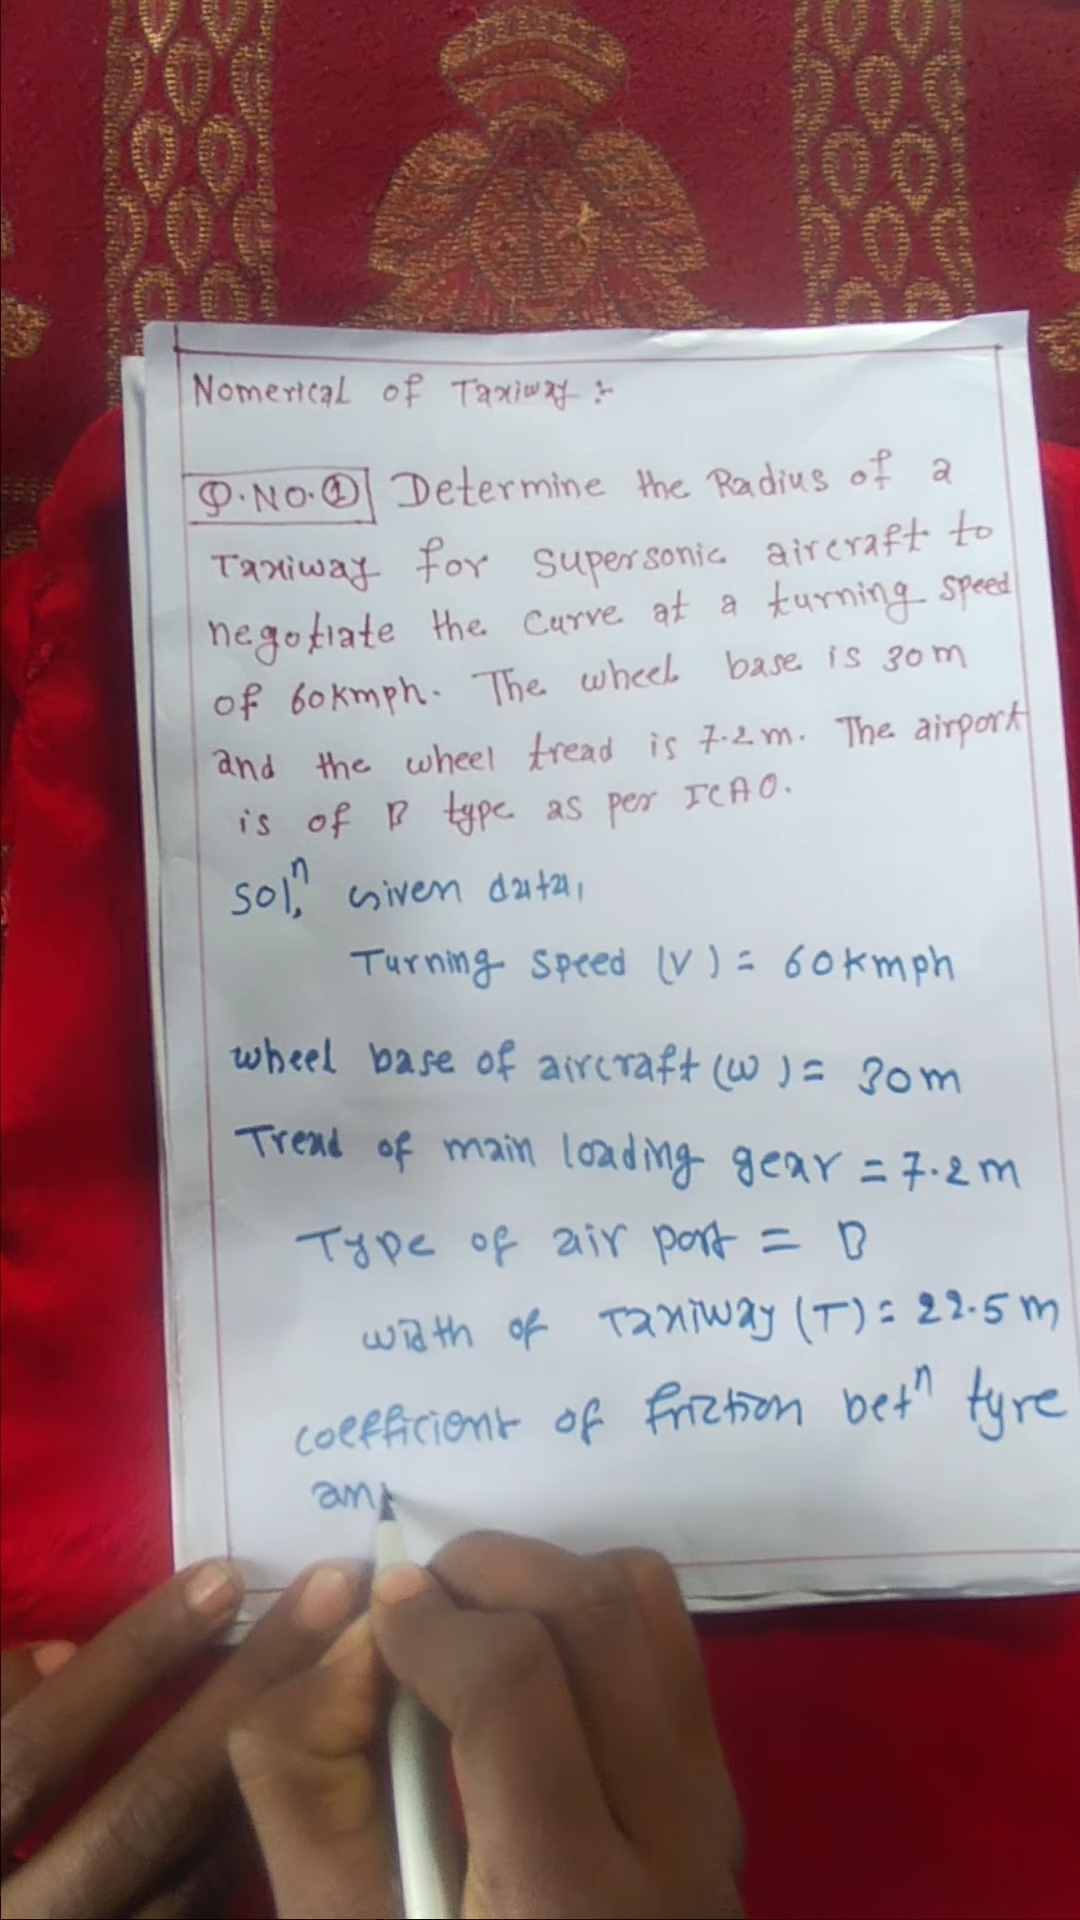 Nomerical of Taxiway :-
Q.NO.① Determine the Radius of a
Taxiway for supersonic aircraft to
negotiate the curve at a turning speed
of 60kmph. The wheel base is 30m
and the wheel tread is 7.2m. The airport
is of B type as per ICAO.
Solⁿ, Given data,
Turning speed (V) = 60kmph
wheel base of aircraft (W) = 30m
Tread of main loading gear = 7.2m
Type of air port = B
width of Taxiway (T) = 22.5m
coefficient of friction betⁿ tyre
an